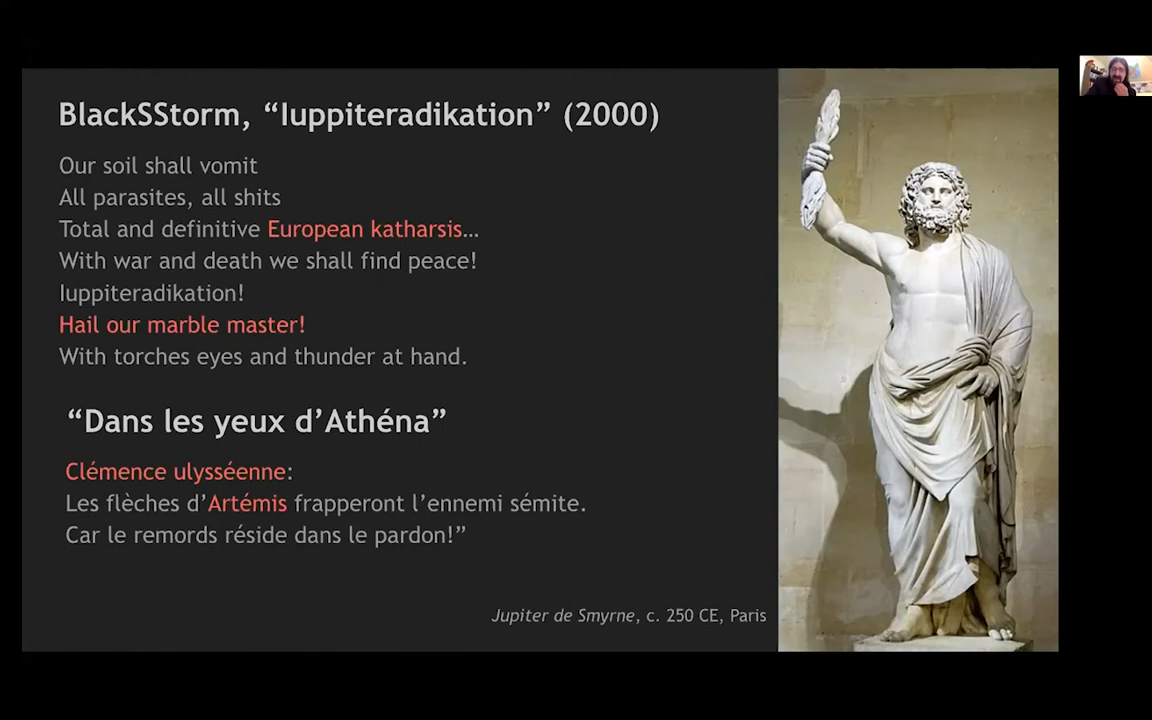 BlackSStorm, “Iuppiteradikation” (2000)
Our soil shall vomit
All parasites, all shits
Total and definitive European katharsis…
With war and death we shall find peace!
Iuppiteradikation!
Hail our marble master!
With torches eyes and thunder at hand.
“Dans les yeux d’Athéna”
Clémence ulysséenne:
Les flèches d’Artémis frapperont l’ennemi sémite.
Car le remords réside dans le pardon!”
Jupiter de Smyrne, c. 250 CE, Paris